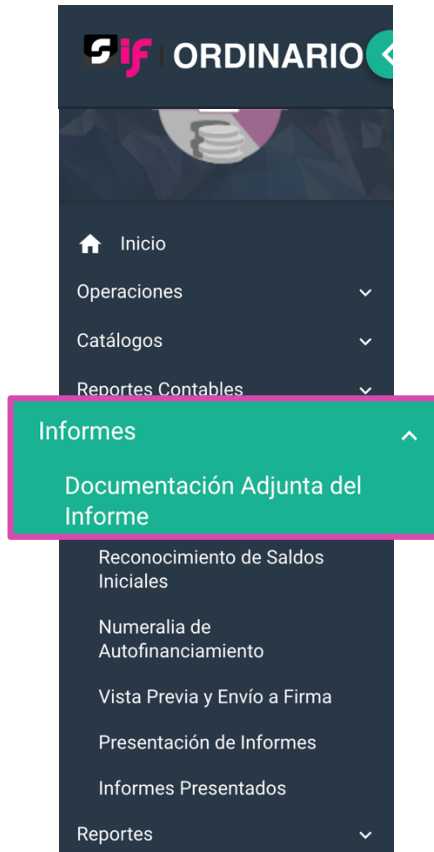 Sif ORDINARIO
Inicio
Operaciones
Catálogos
Reportes Contables
Informes
Documentación Adjunta del
Informe
Reconocimiento de Saldos
Iniciales
Numeralia de
Autofinanciamiento
Vista Previa y Envío a Firma
Presentación de Informes
Informes Presentados
Reportes